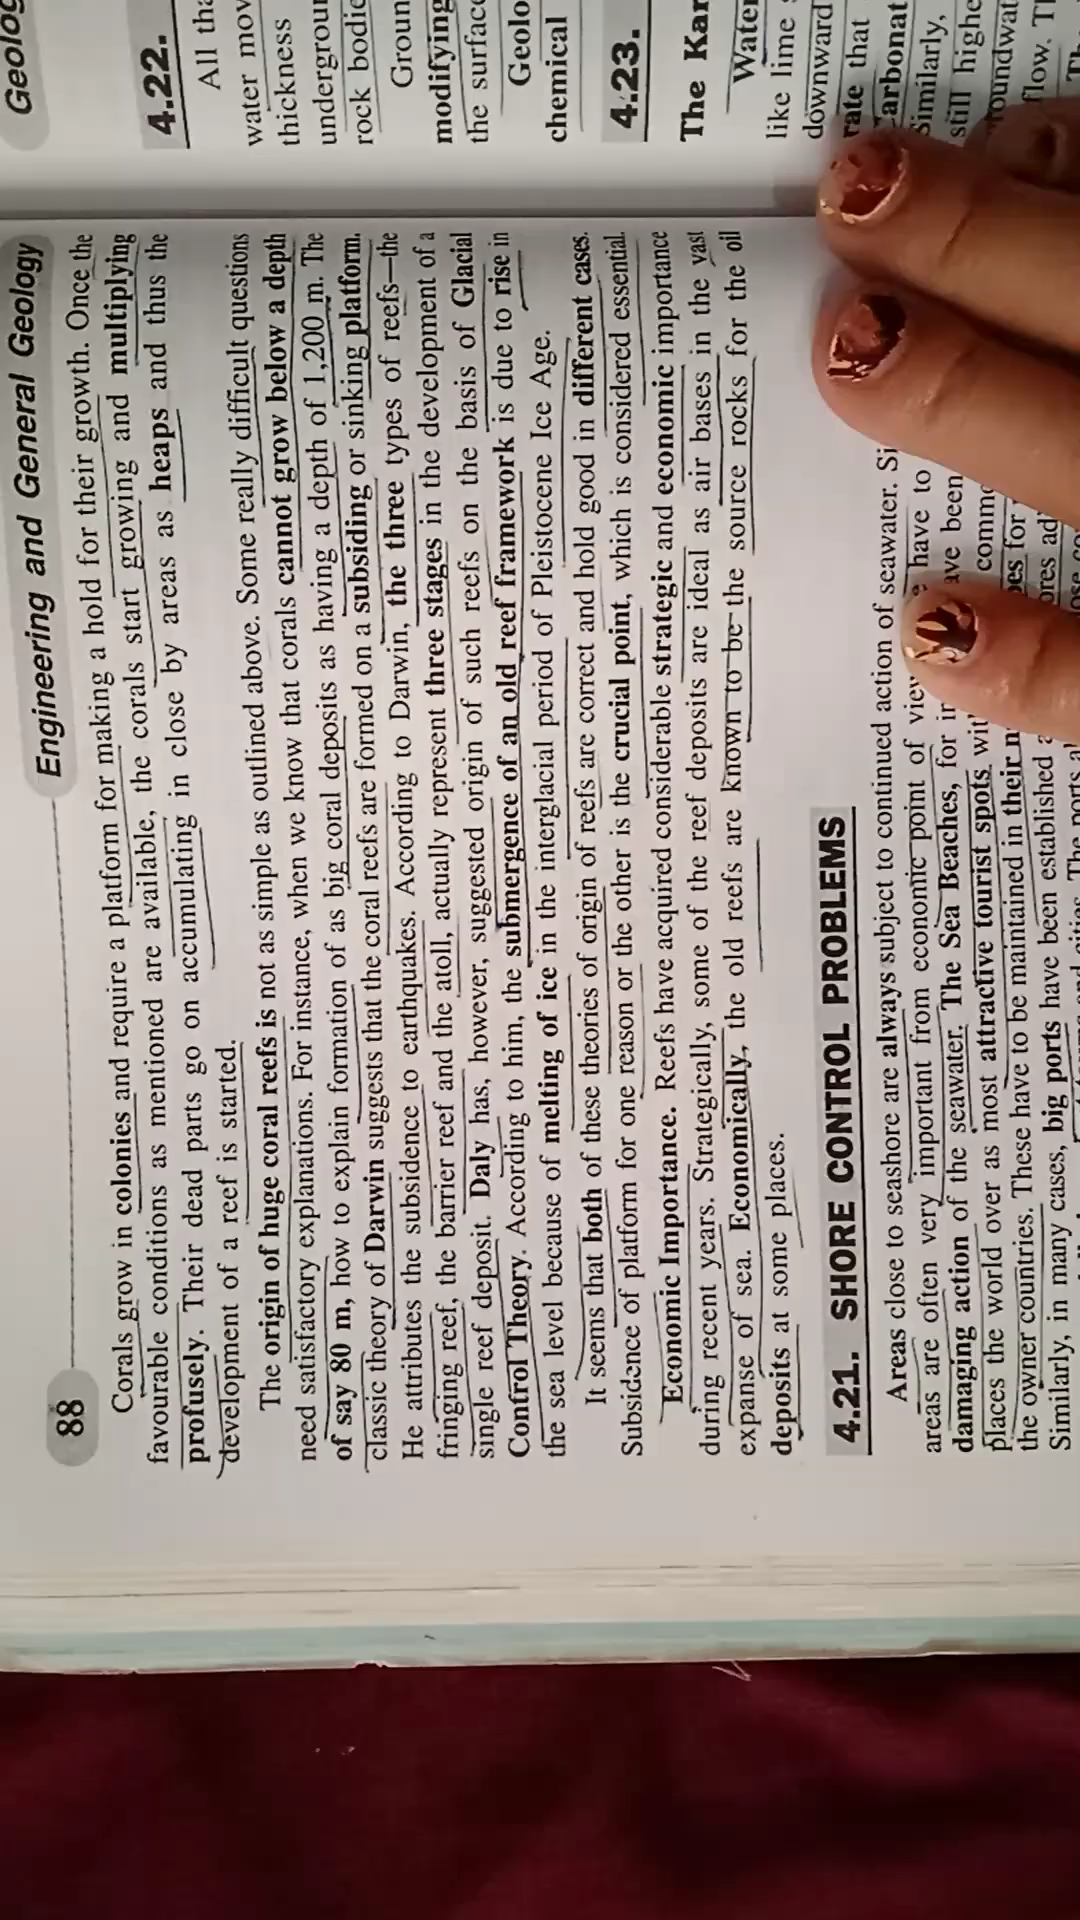 88
Engineering and General Geology
Corals grow in colonies and require a platform for making a hold for their growth. Once the
favourable conditions as mentioned are available, the corals start growing and multiplying
profusely. Their dead parts go on accumulating in close by areas as heaps and thus the
development of a reef is started.
The origin of huge coral reefs is not as simple as outlined above. Some really difficult questions
need satisfactory explanations. For instance, when we know that corals cannot grow below a depth
of say 80 m, how to explain formation of as big coral deposits as having a depth of 1,200 m. The
classic theory of Darwin suggests that the coral reefs are formed on a subsiding or sinking platform.
He attributes the subsidence to earthquakes. According to Darwin, the three types of reefs—the
fringing reef, the barrier reef and the atoll, actually represent three stages in the development of a
single reef deposit. Daly has, however, suggested origin of such reefs on the basis of Glacial
Control Theory. According to him, the submergence of an old reef framework is due to rise in
the sea level because of melting of ice in the interglacial period of Pleistocene Ice Age.
It seems that both of these theories of origin of reefs are correct and hold good in different cases.
Subsidence of platform for one reason or the other is the crucial point, which is considered essential.
Economic Importance. Reefs have acquired considerable strategic and economic importance
during recent years. Strategically, some of the reef deposits are ideal as air bases in the vast
expanse of sea. Economically, the old reefs are known to be the source rocks for the oil
deposits at some places.
4.21. SHORE CONTROL PROBLEMS
Areas close to seashore are always subject to continued action of seawater.
areas are often very important from economic point of have to
damaging action of the seawater. The Sea Beaches, for been
places the world over as most attractive tourist spots
the owner countries. These have to be maintained in their
Similarly, in many cases, big ports have been established
Geolog
4.22.
All tha
water mov
thickness
undergroun
rock bodie
Groun
modifying
the surface
Geolo
chemical
4.23.
The Kar
Water
like lime
downward
rate that
still highe
flow.